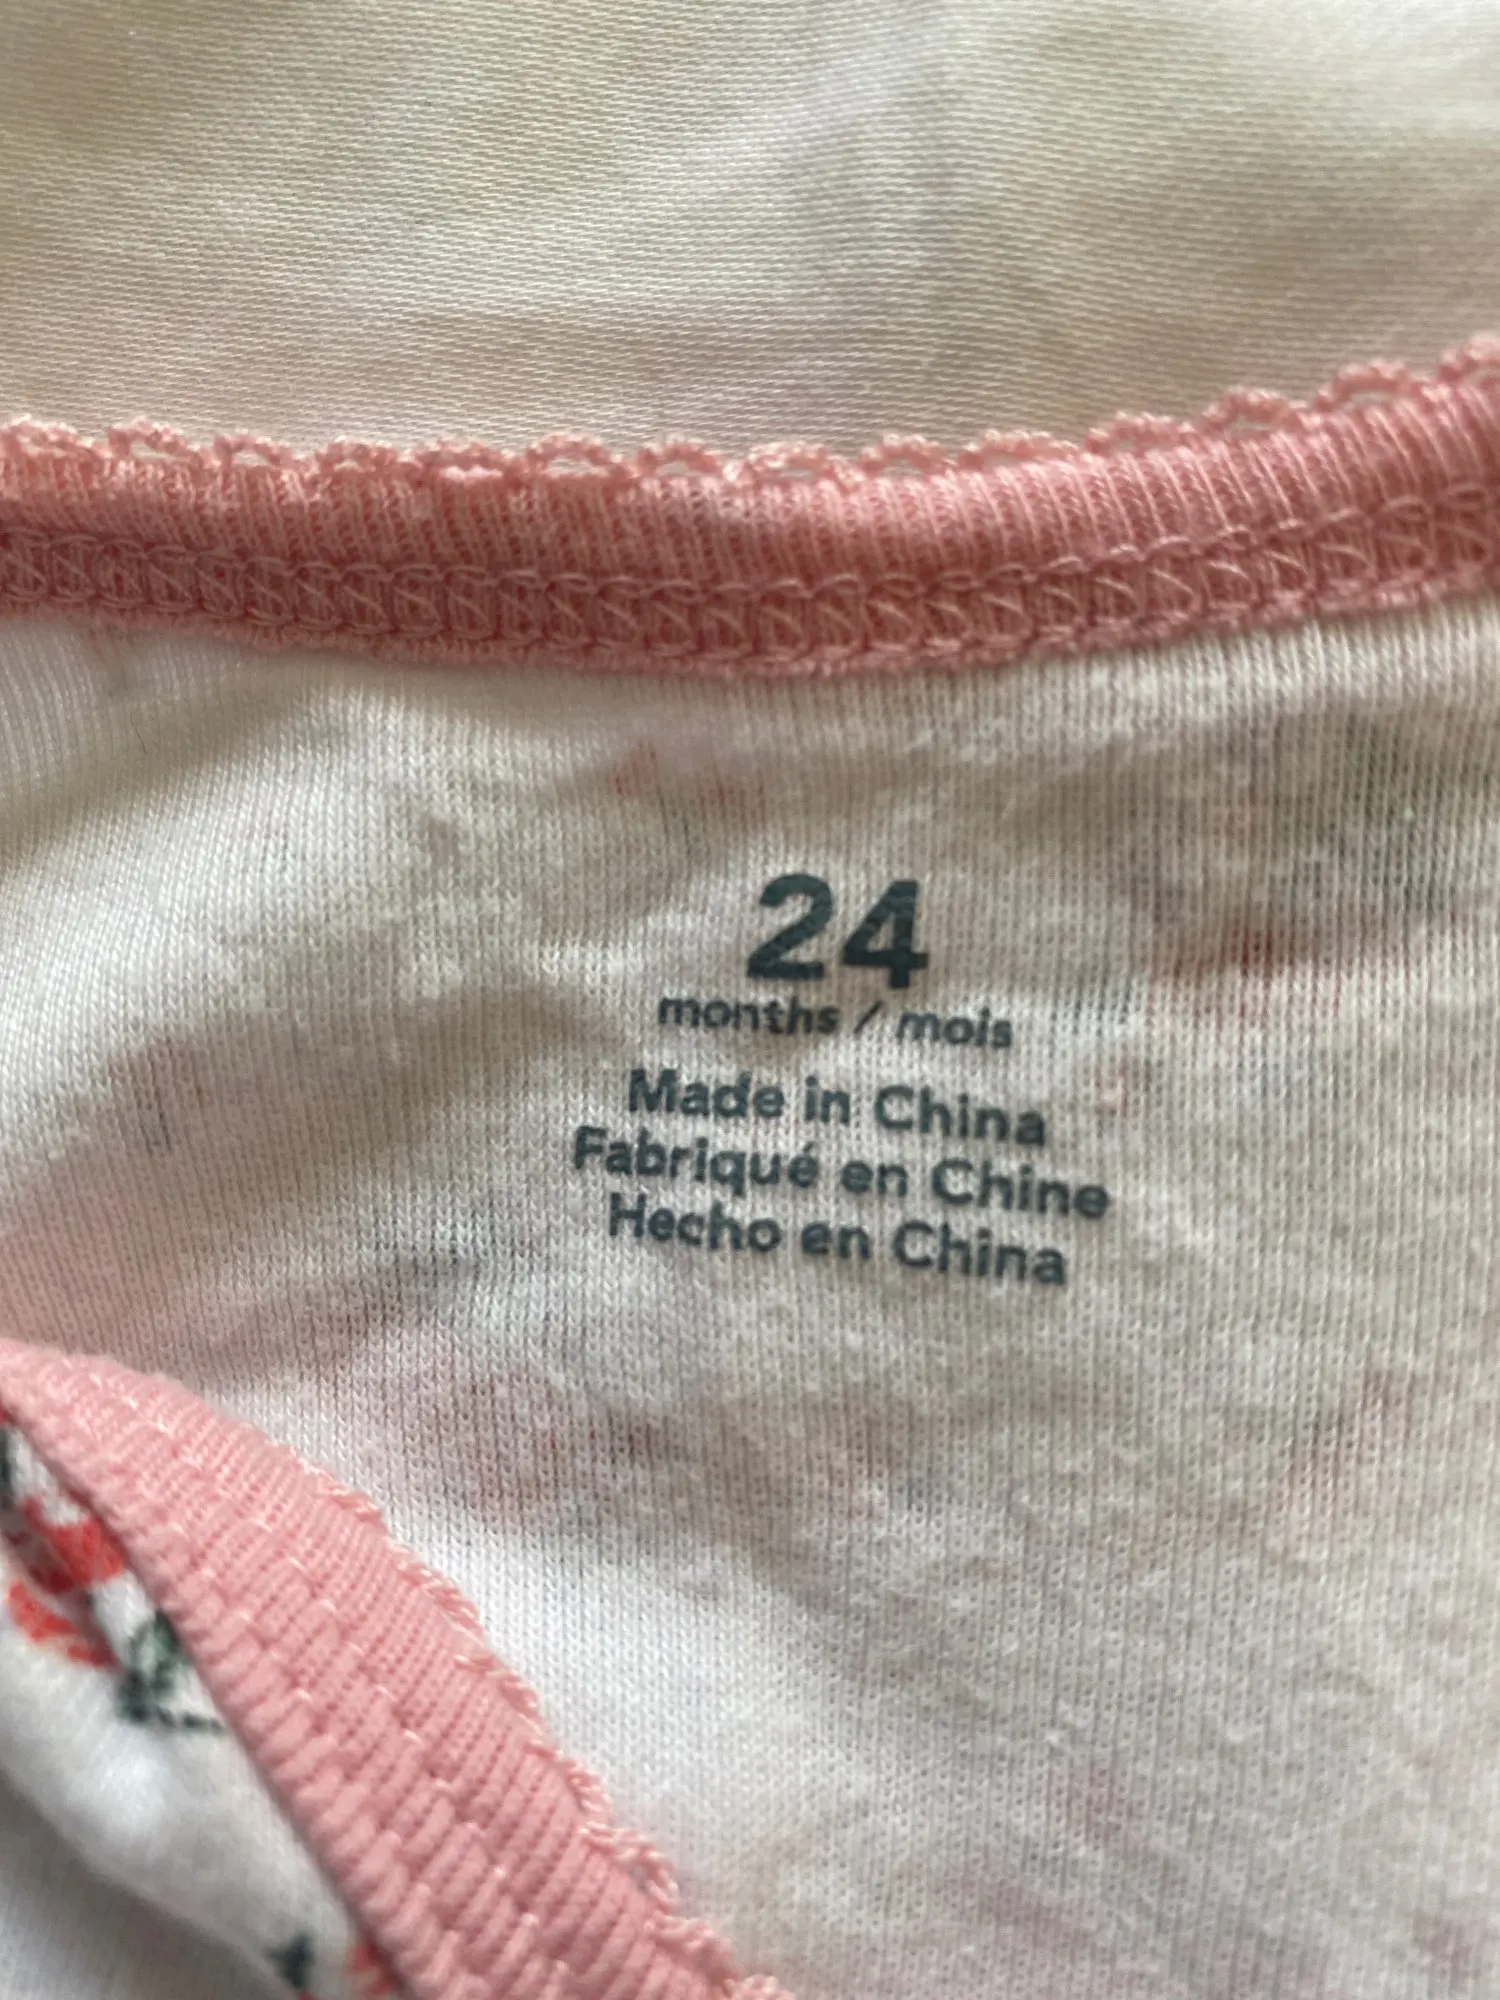 24
months / mois
Made in China
Fabriqué en Chine
Hecho en China